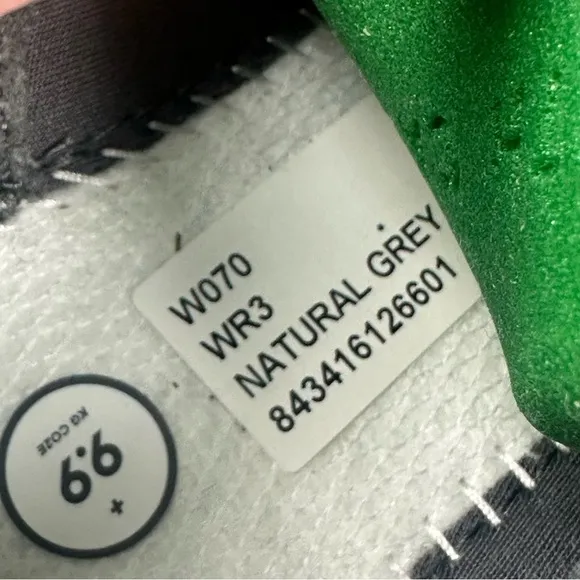 W070
WR3
NATURAL GREY
843416126601
KG CO2E
9.9
+